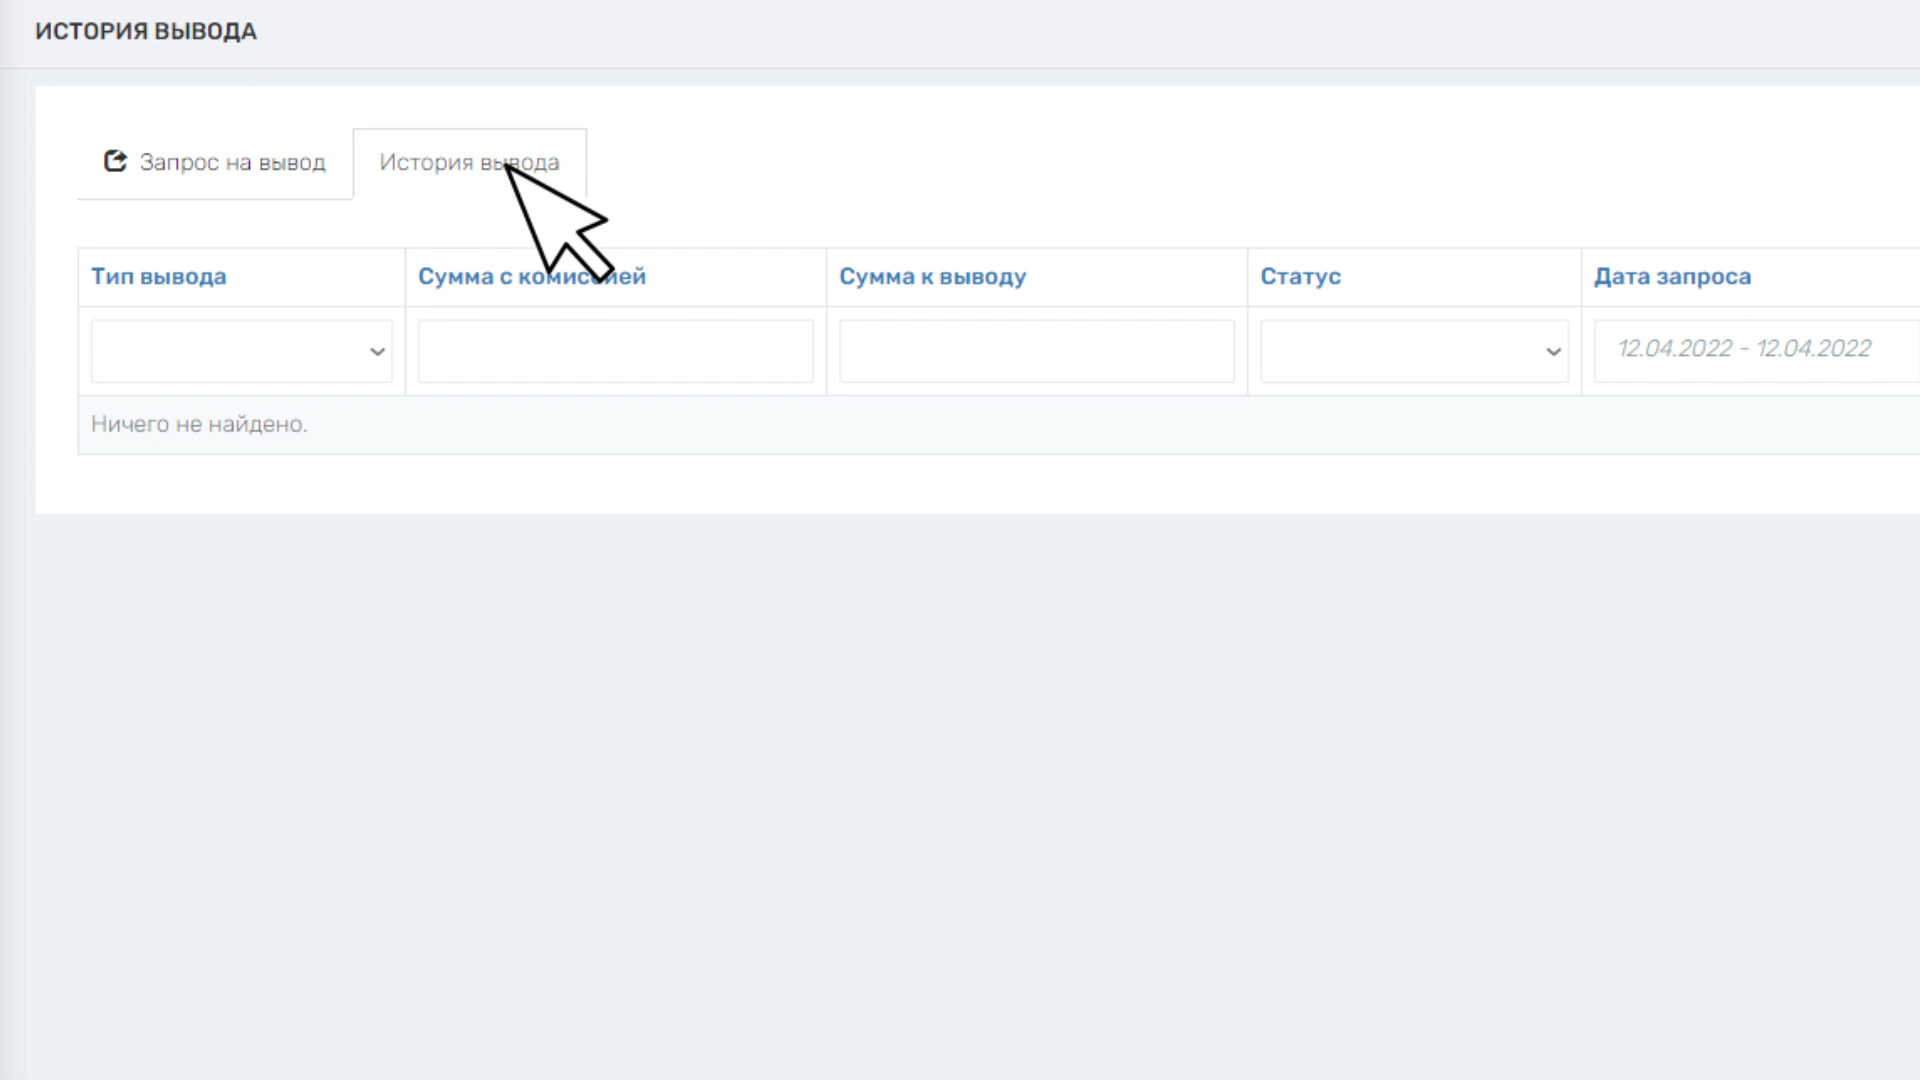 ИСТОРИЯ ВЫВОДА
Запрос на вывод
История вывода
Тип вывода
Сумма с комиссией
Сумма к выводу
Статус
Дата запроса
12.04.2022 - 12.04.2022
Ничего не найдено.